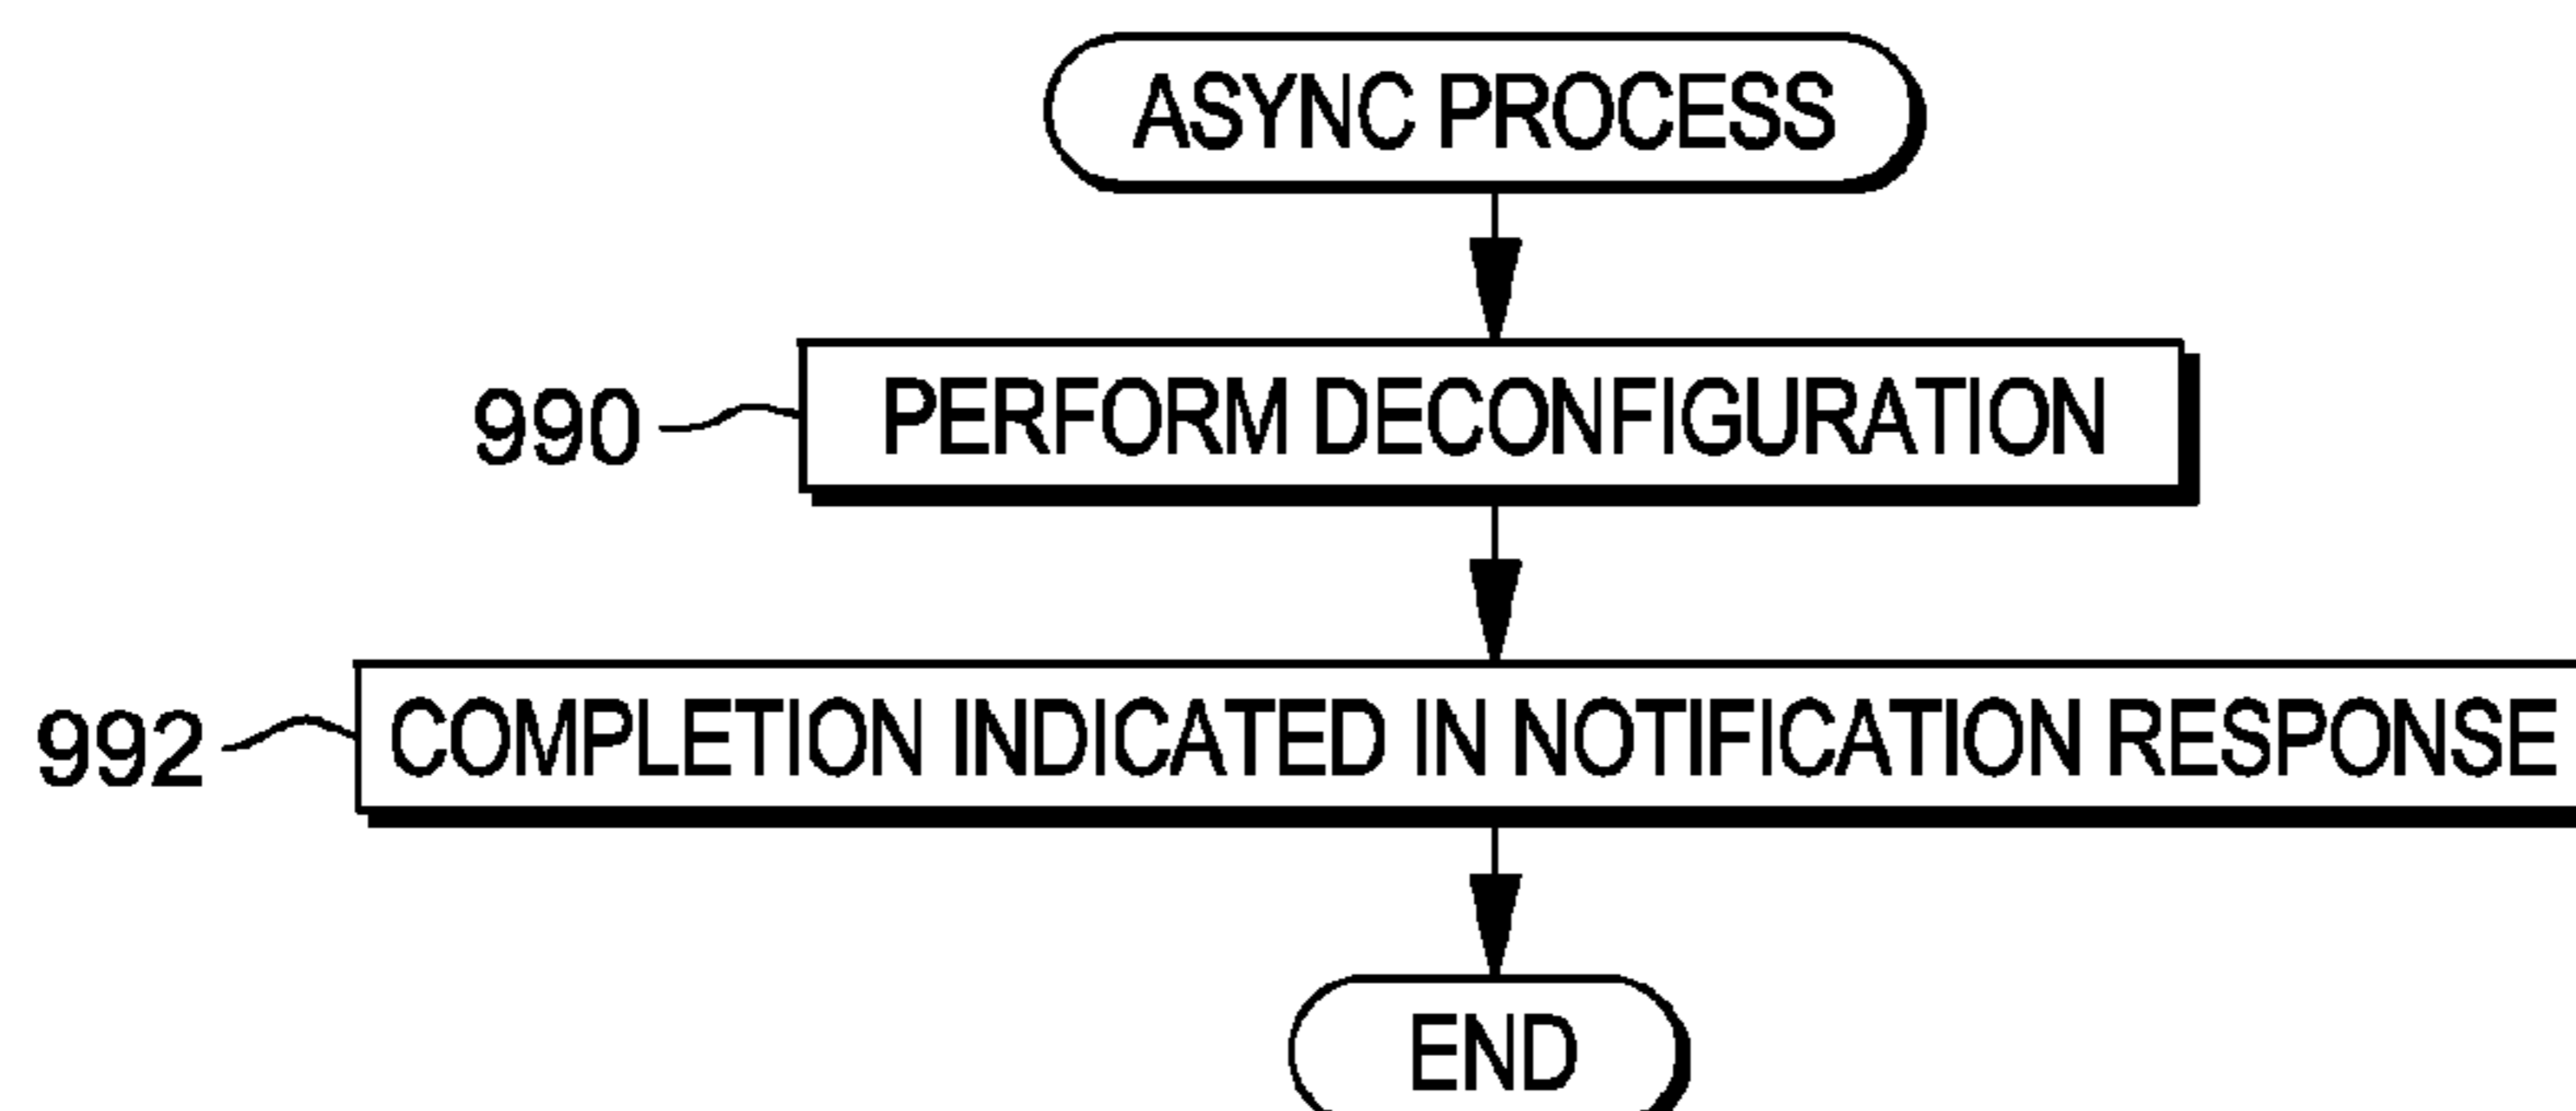 ASYNC PROCESS
990 PERFORM DECONFIGURATION
992 COMPLETION INDICATED IN NOTIFICATION RESPONSE
END